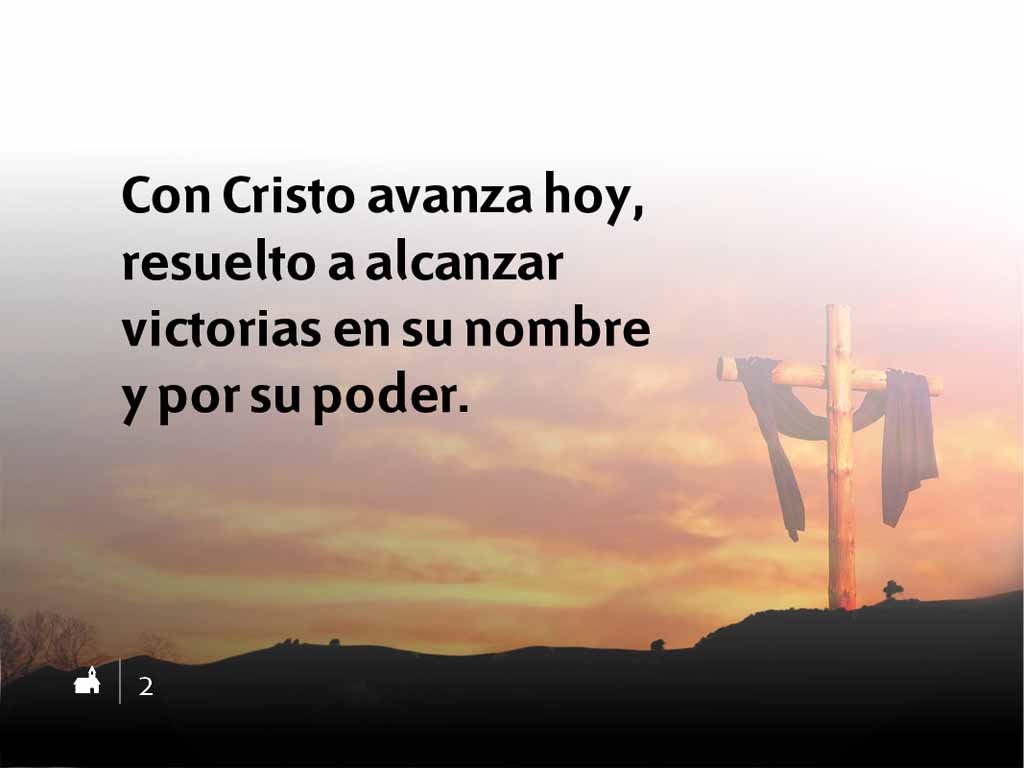 Con Cristo avanza hoy,
resuelto a alcanzar
victorias en su nombre
y por su poder.
2